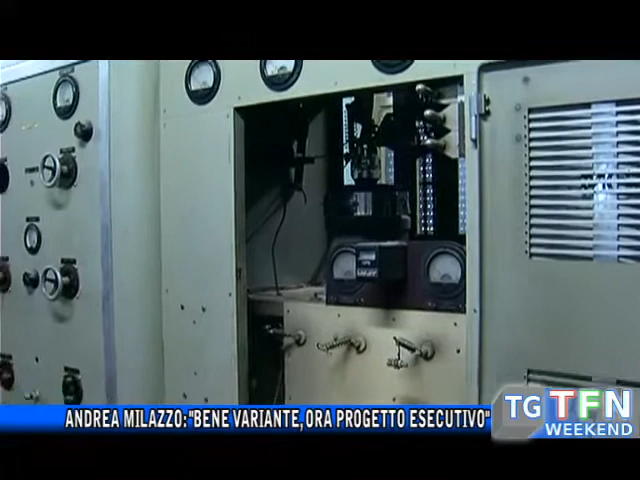 ANDREA MILAZZO:"BENE VARIANTE, ORA PROGETTO ESECUTIVO"
TG TFN
WEEKEND